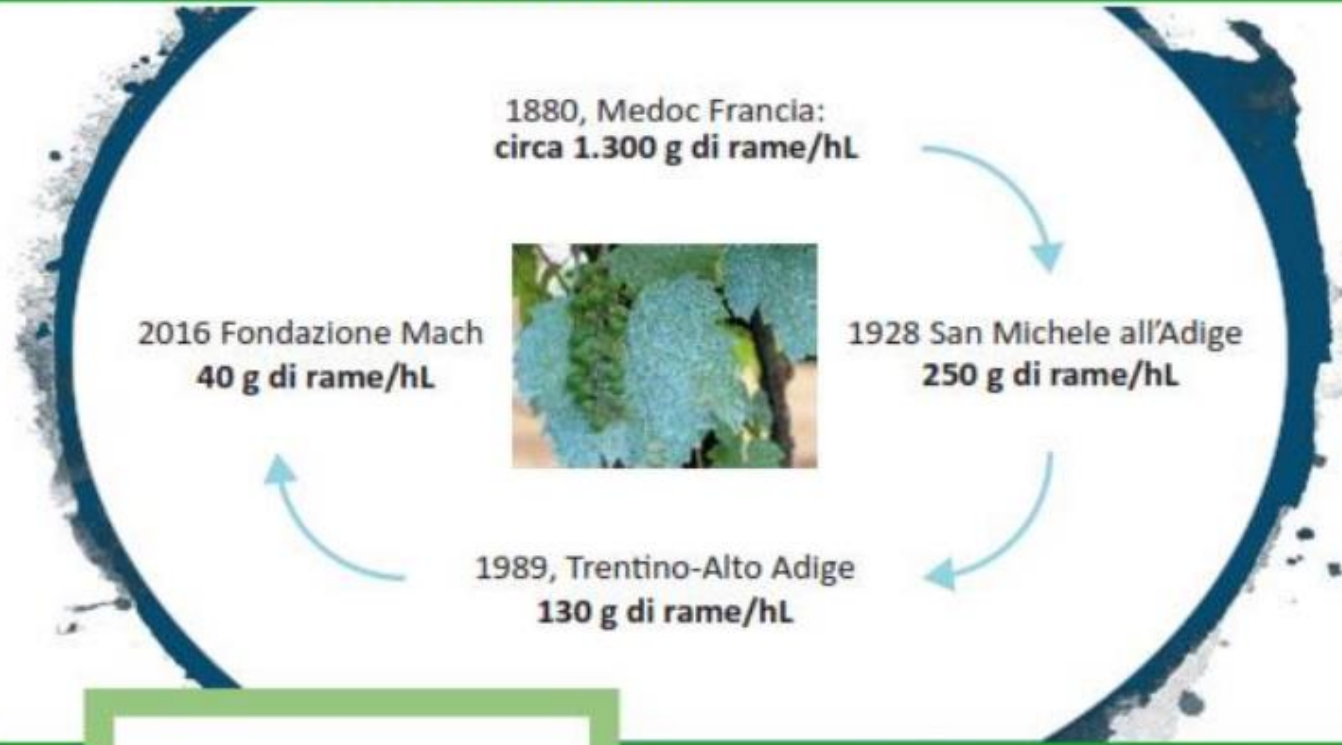 1880, Medoc Francia:
circa 1.300 g di rame/hL
2016 Fondazione Mach
40 g di rame/hL
1928 San Michele all'Adige
250 g di rame/hL
1989, Trentino-Alto Adige
130 g di rame/hL